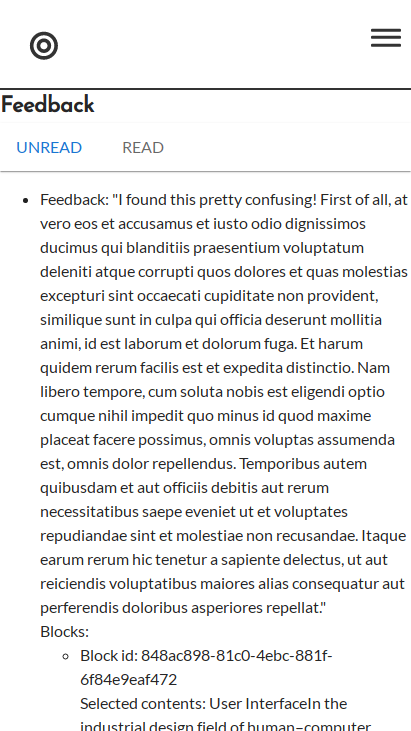 Feedback
UNREAD READ
Feedback: "I found this pretty confusing! First of all, at
vero eos et accusamus et iusto odio dignissimos
ducimus qui blanditiis praesentium voluptatum
deleniti atque corrupti quos dolores et quas molestias
excepturi sint occaecati cupiditate non provident,
similique sunt in culpa qui officia deserunt mollitia
animi, id est laborum et dolorum fuga. Et harum
quidem rerum facilis est et expedita distinctio. Nam
libero tempore, cum soluta nobis est eligendi optio
cumque nihil impedit quo minus id quod maxime
placeat facere possimus, omnis voluptas assumenda
est, omnis dolor repellendus. Temporibus autem
quibusdam et aut officiis debitis aut rerum
necessitatibus saepe eveniet ut et voluptates
repudiandae sint et molestiae non recusandae. Itaque
earum rerum hic tenetur a sapiente delectus, ut aut
reiciendis voluptatibus maiores alias consequatur aut
perferendis doloribus asperiores repellat."
Blocks:
Block id: 848ac898-81c0-4ebc-881f-
6f84e9eaf472
Selected contents: User InterfaceIn the
industrial design field of human–computer